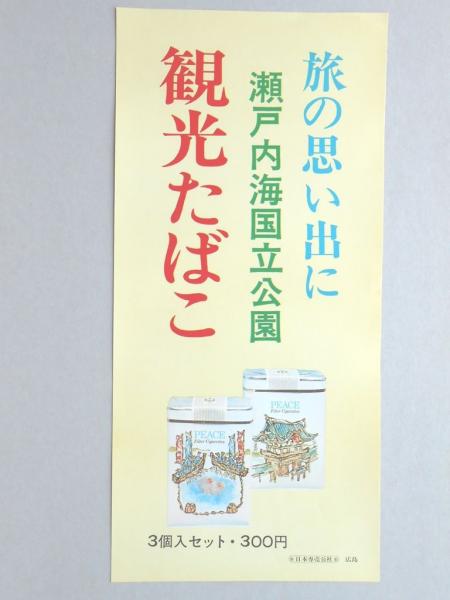 旅の思い出に
瀬戸内海国立公園
観光たばこ
PEACE
Filter Cigarettes
PEACE
Filter Cigarettes
3個入セット・300円
日本専売公社 広島